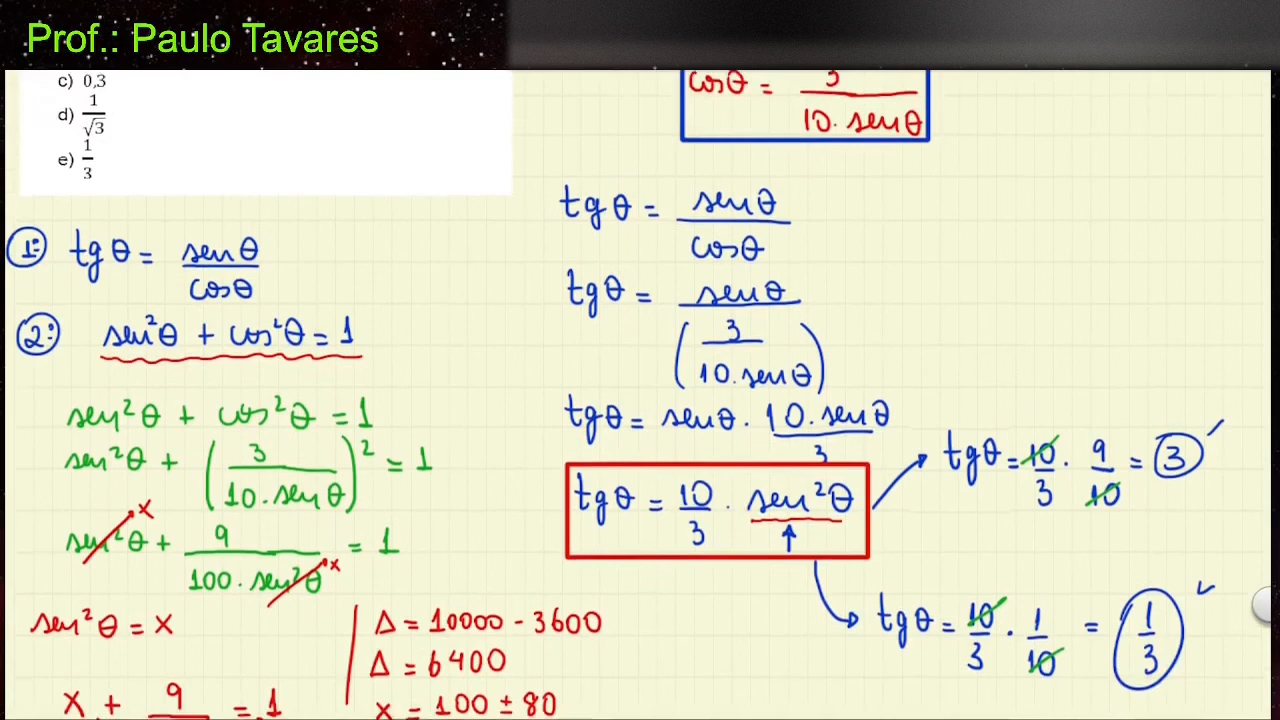 Prof.: Paulo Tavares
c) 0,3
d) 1/√3
e) 1/3
cosθ = 3/(10·senθ)
1º) tgθ = senθ/cosθ
2º) sen²θ + cos²θ = 1
sen²θ + cos²θ = 1
sen²θ + (3/(10·senθ))² = 1
sen²θ x + 9/(100·sen²θ x) = 1
sen²θ = x
x + 9 = 1
Δ = 10000 - 3600
Δ = 6400
x = 100 ± 80
tgθ = senθ/cosθ
tgθ = senθ/(3/(10·senθ))
tgθ = senθ · 10·senθ/3
tgθ = 10/3 · sen²θ
tgθ = 10/3 · 9/10 = 3
tgθ = 10/3 · 1/10 = 1/3